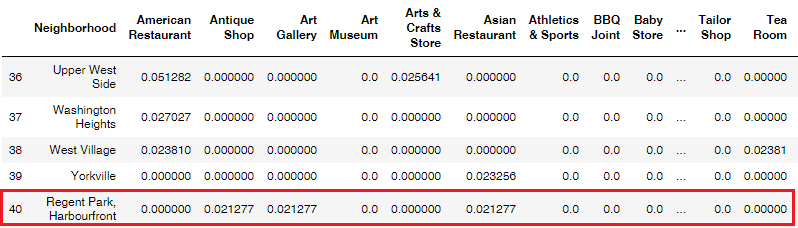 Neighborhood American Restaurant Antique Shop Art Gallery Art Museum Arts & Crafts Store Asian Restaurant Athletics & Sports BBQ Joint Baby Store ... Tailor Shop Tea Room
36 Upper West Side 0.051282 0.000000 0.000000 0.0 0.025641 0.000000 0.0 0.0 0.0 ... 0.0 0.00000
37 Washington Heights 0.027027 0.000000 0.000000 0.0 0.000000 0.000000 0.0 0.0 0.0 ... 0.0 0.00000
38 West Village 0.023810 0.000000 0.000000 0.0 0.000000 0.000000 0.0 0.0 0.0 ... 0.0 0.02381
39 Yorkville 0.000000 0.000000 0.000000 0.0 0.000000 0.023256 0.0 0.0 0.0 ... 0.0 0.00000
40 Regent Park, Harbourfront 0.000000 0.021277 0.021277 0.0 0.000000 0.021277 0.0 0.0 0.0 ... 0.0 0.00000